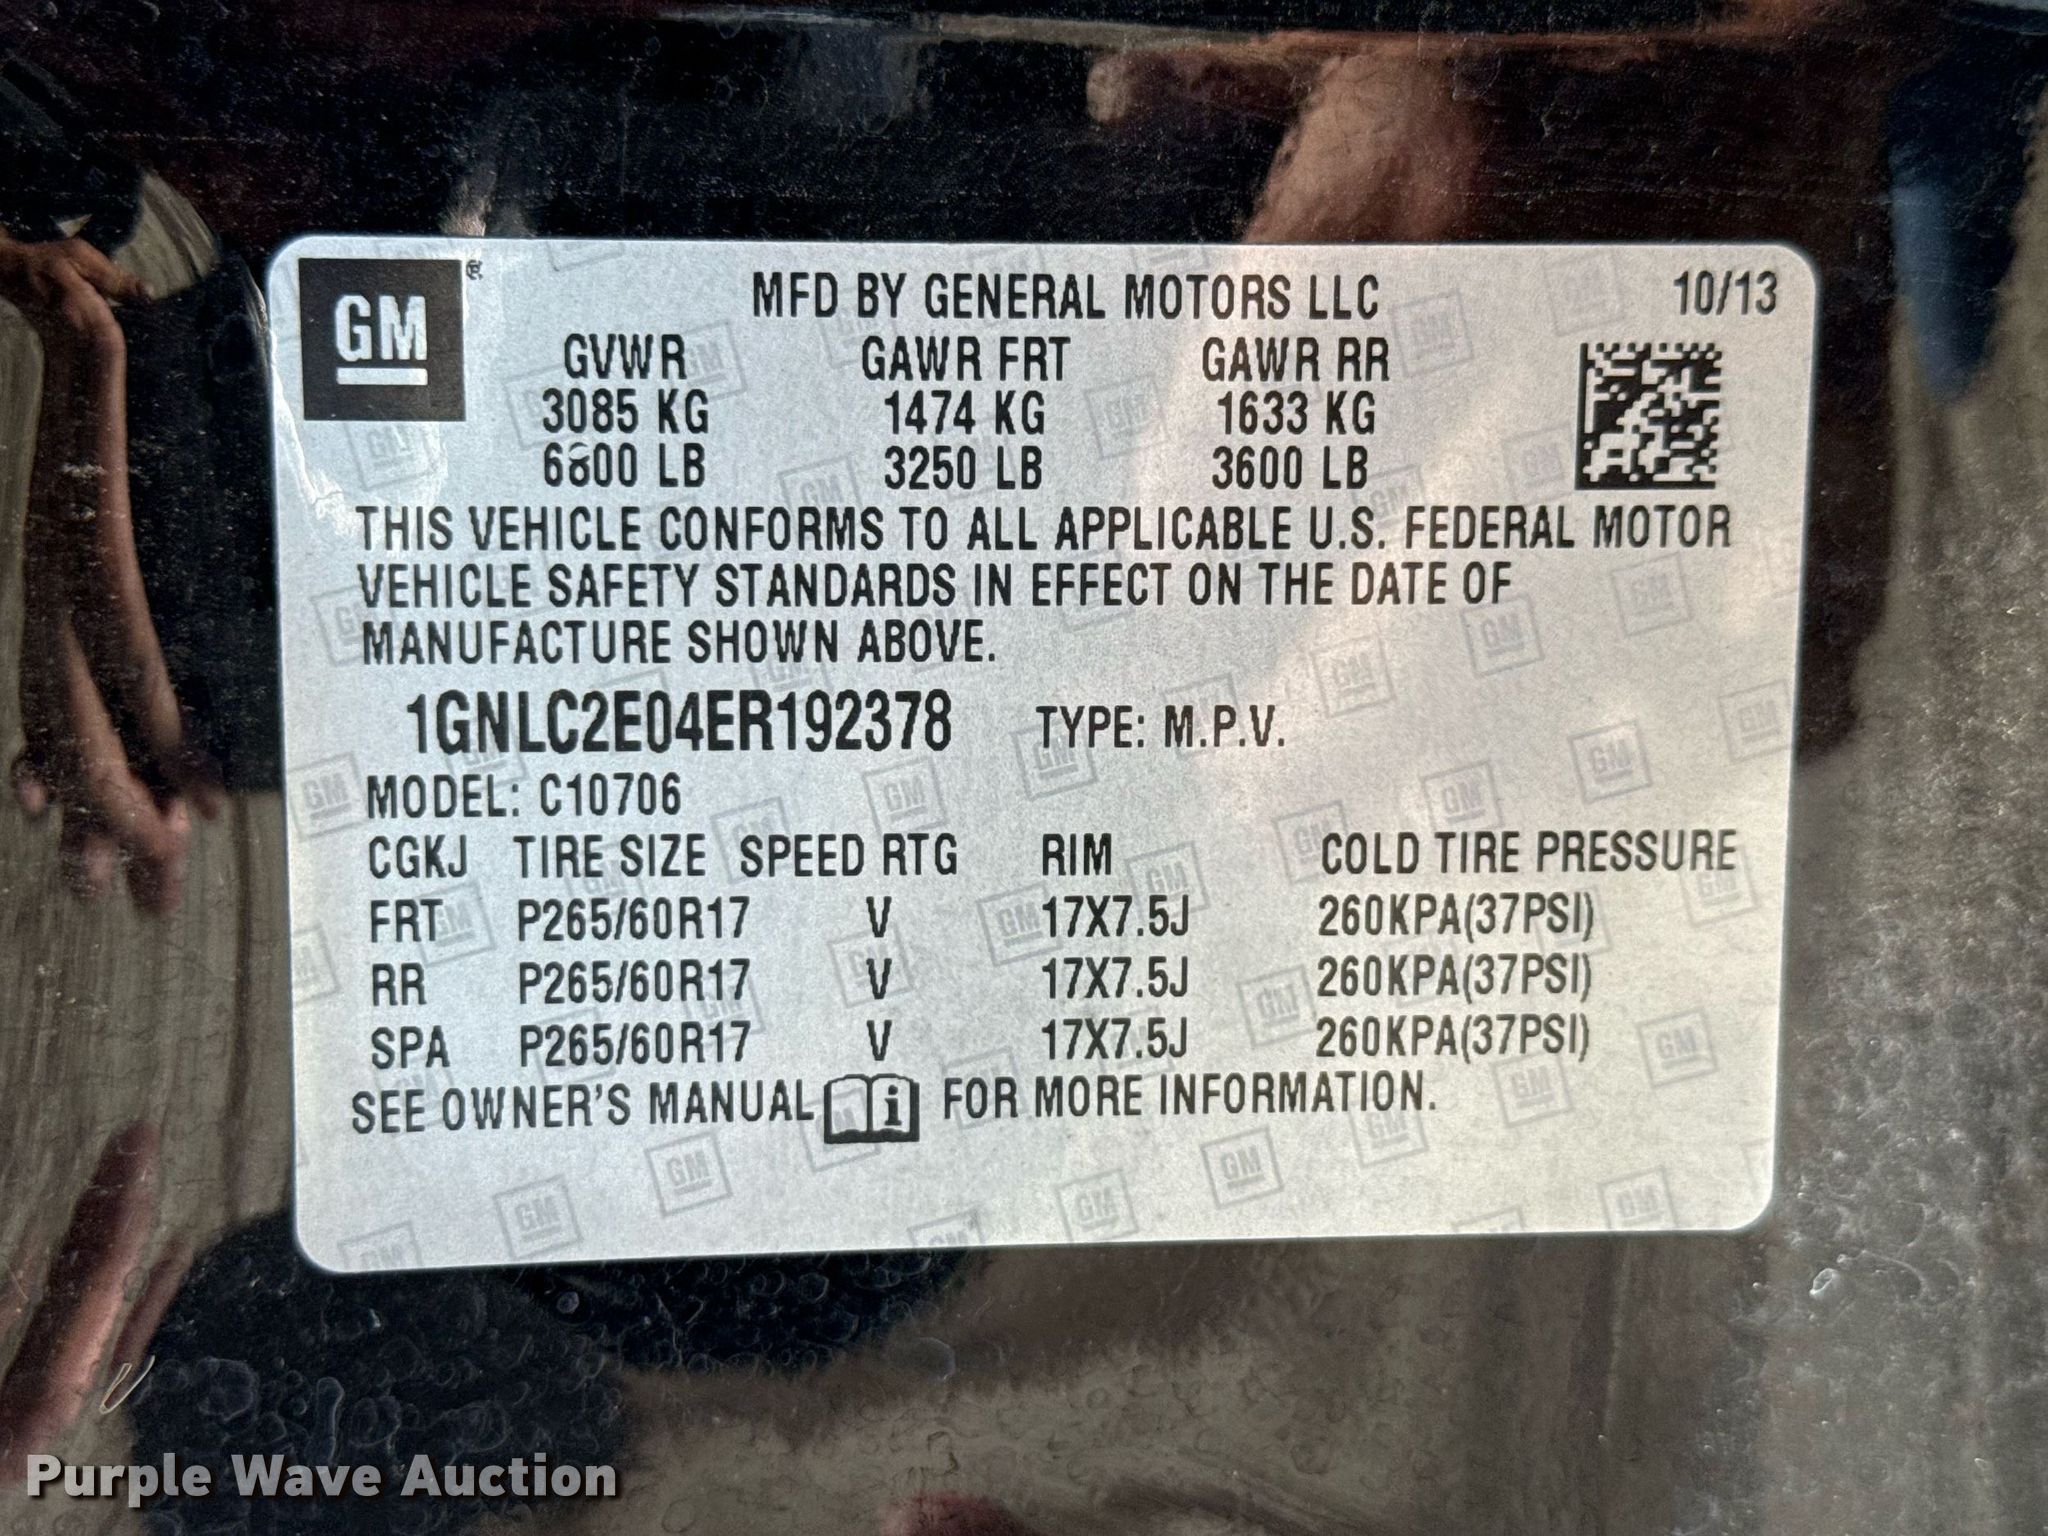 GM®
MFD BY GENERAL MOTORS LLC 10/13
GVWR GAWR FRT GAWR RR
3085 KG 1474 KG 1633 KG
6800 LB 3250 LB 3600 LB
THIS VEHICLE CONFORMS TO ALL APPLICABLE U.S. FEDERAL MOTOR
VEHICLE SAFETY STANDARDS IN EFFECT ON THE DATE OF
MANUFACTURE SHOWN ABOVE.
1GNLC2E04ER192378 TYPE: M.P.V.
MODEL: C10706
CGKJ TIRE SIZE SPEED RTG RIM COLD TIRE PRESSURE
FRT P265/60R17 V 17X7.5J 260KPA(37PSI)
RR P265/60R17 V 17X7.5J 260KPA(37PSI)
SPA P265/60R17 V 17X7.5J 260KPA(37PSI)
SEE OWNER'S MANUAL i FOR MORE INFORMATION.
Purple Wave Auction